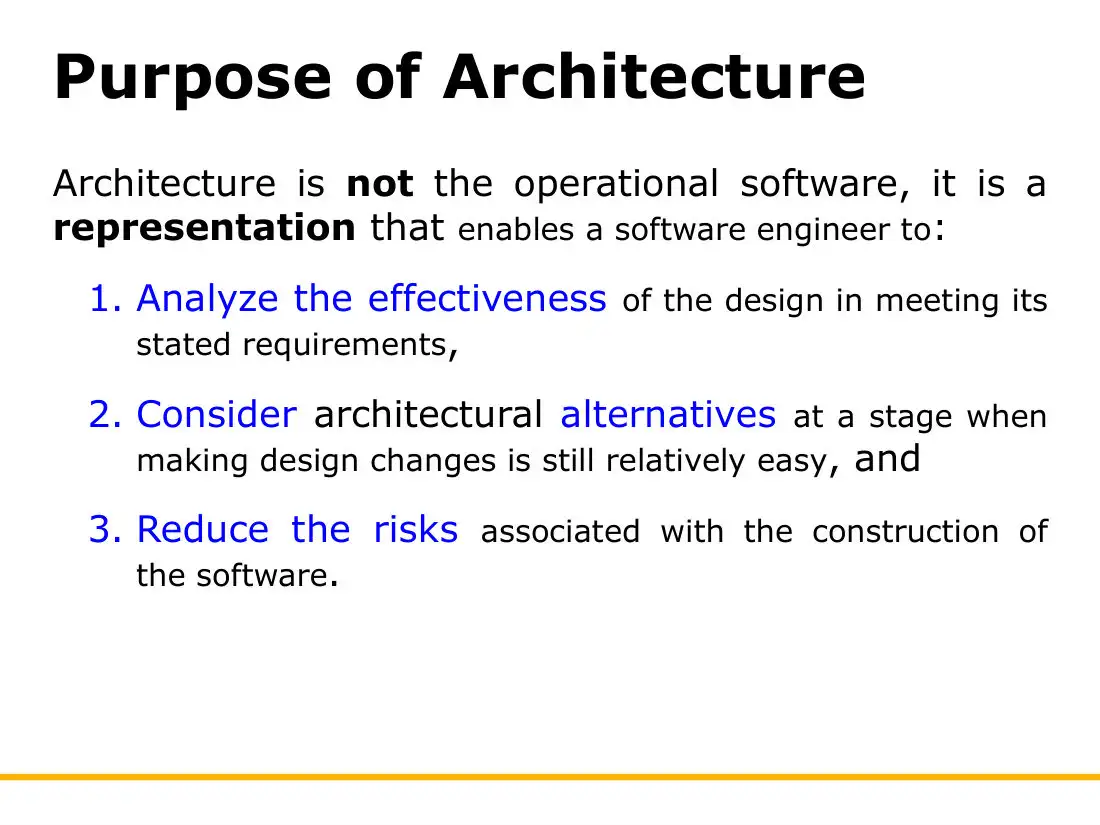 Purpose of Architecture
Architecture is not the operational software, it is a
representation that enables a software engineer to:
1. Analyze the effectiveness of the design in meeting its
stated requirements,
2. Consider architectural alternatives at a stage when
making design changes is still relatively easy, and
3. Reduce the risks associated with the construction of
the software.